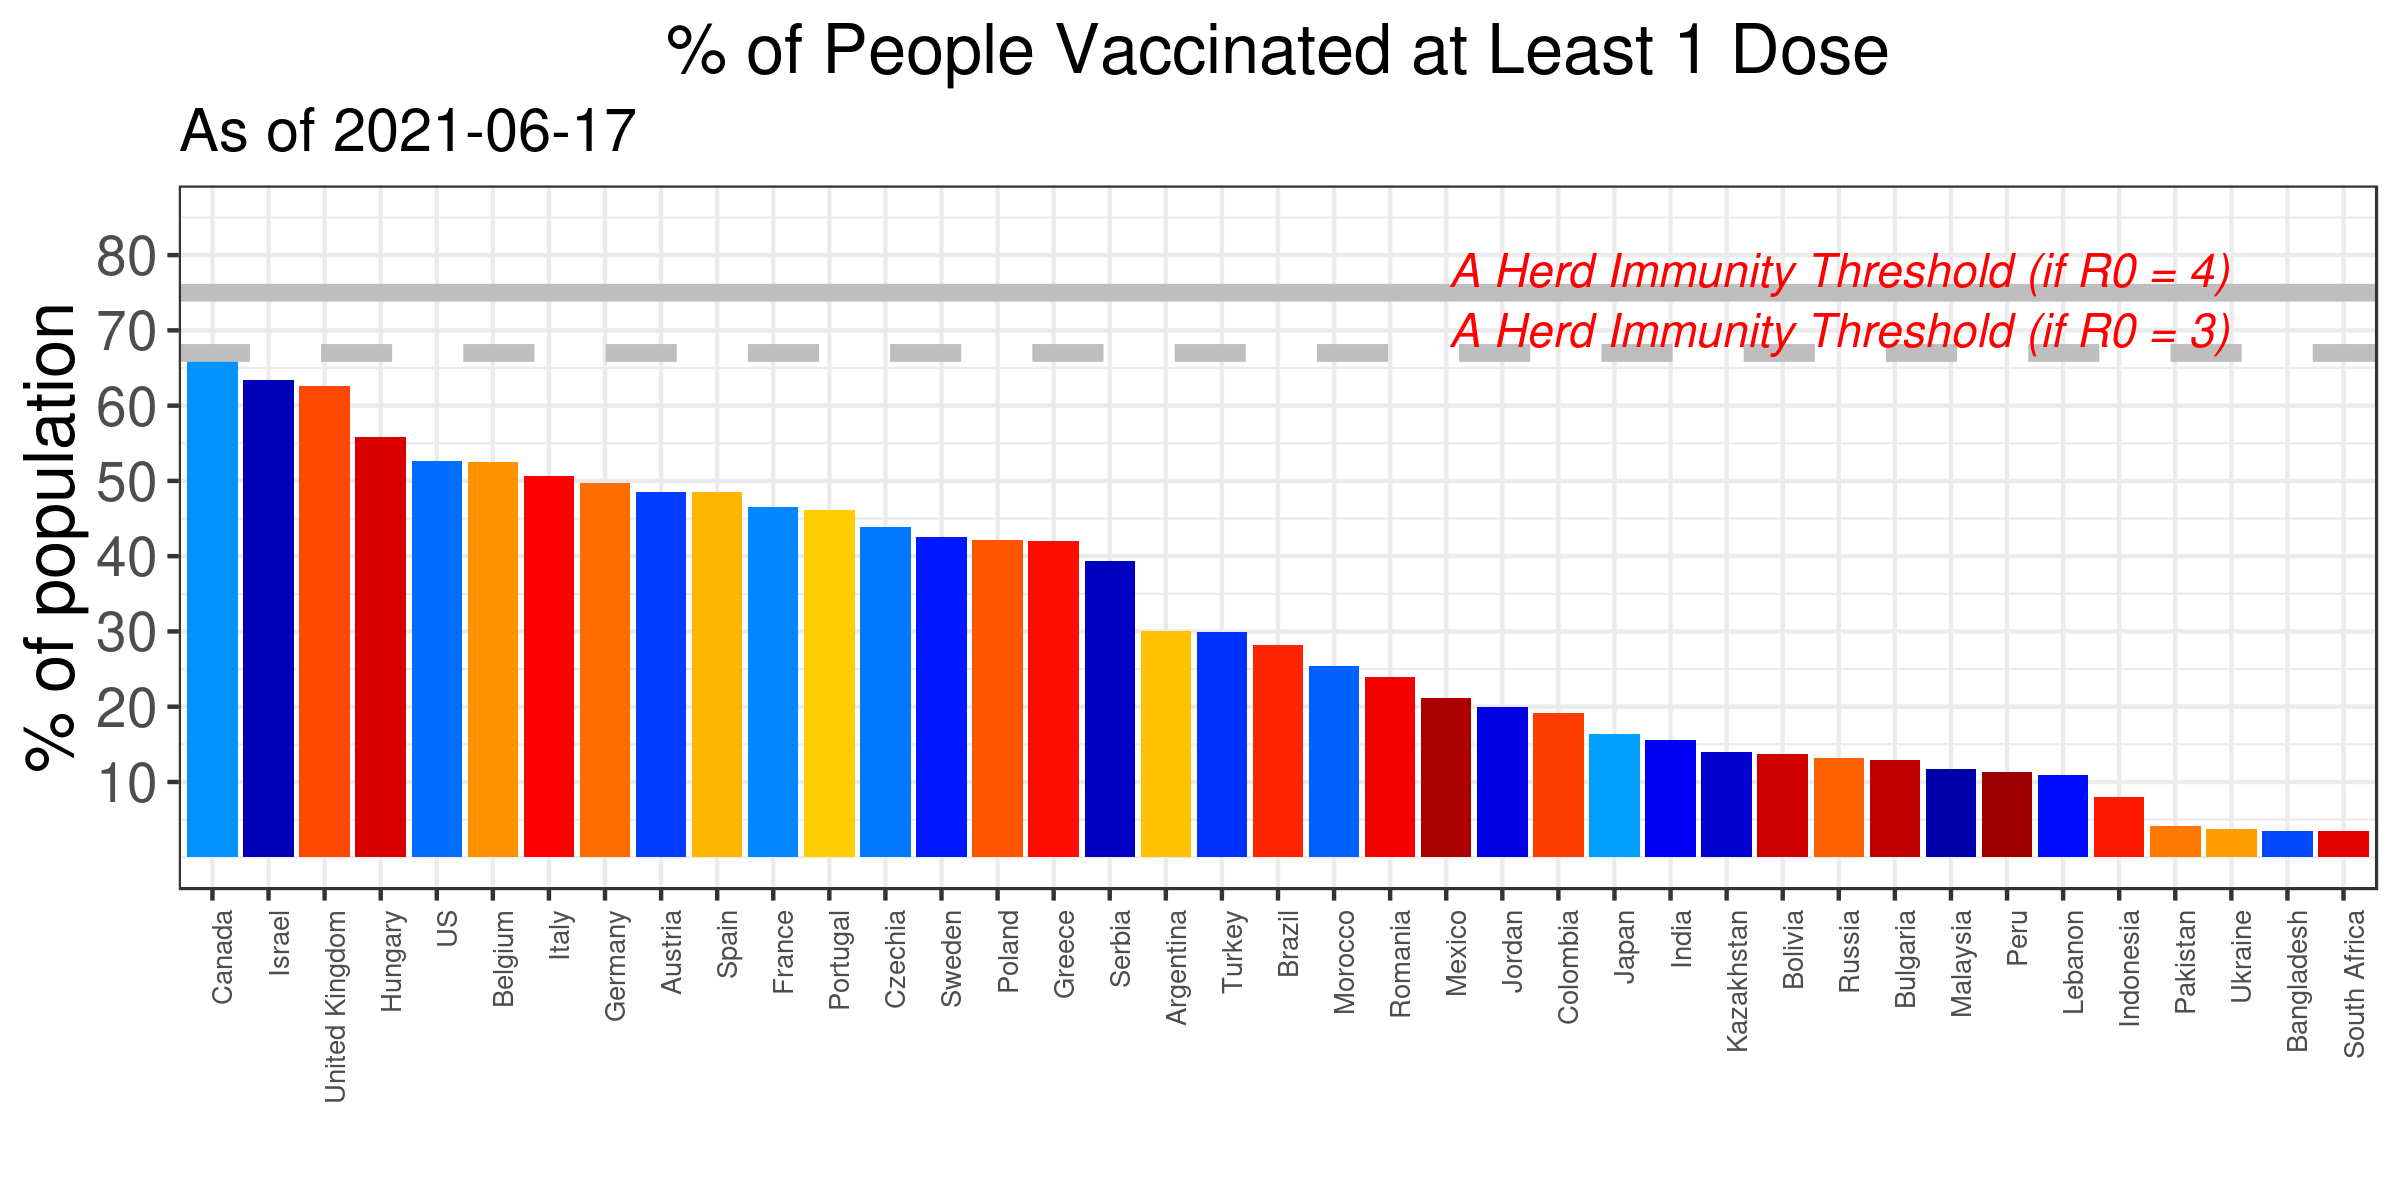 % of People Vaccinated at Least 1 Dose
As of 2021-06-17
% of population
80
70
60
50
40
30
20
10
A Herd Immunity Threshold (if R0 = 4)
A Herd Immunity Threshold (if R0 = 3)
Canada
Israel
United Kingdom
Hungary
US
Belgium
Italy
Germany
Austria
Spain
France
Portugal
Czechia
Sweden
Poland
Greece
Serbia
Argentina
Turkey
Brazil
Morocco
Romania
Mexico
Jordan
Colombia
Japan
India
Kazakhstan
Bolivia
Russia
Bulgaria
Malaysia
Peru
Lebanon
Indonesia
Pakistan
Ukraine
Bangladesh
South Africa